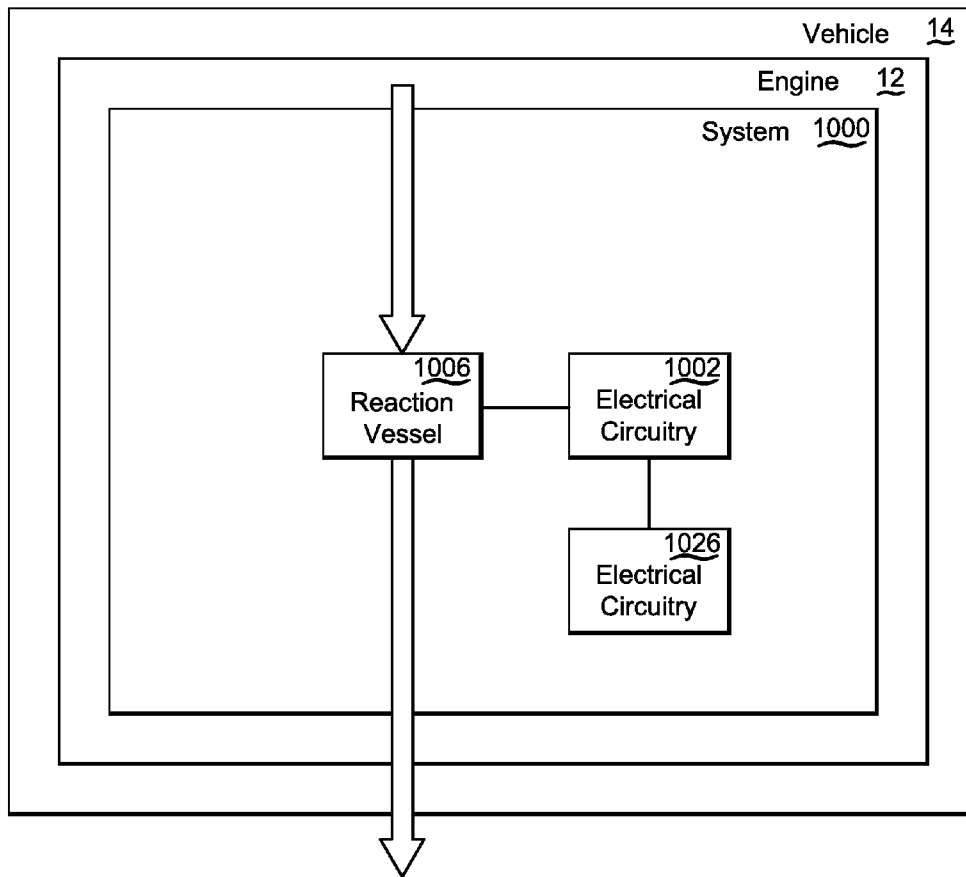 Vehicle 14
Engine 12
System 1000
1006
Reaction
Vessel
1002
Electrical
Circuitry
1026
Electrical
Circuitry